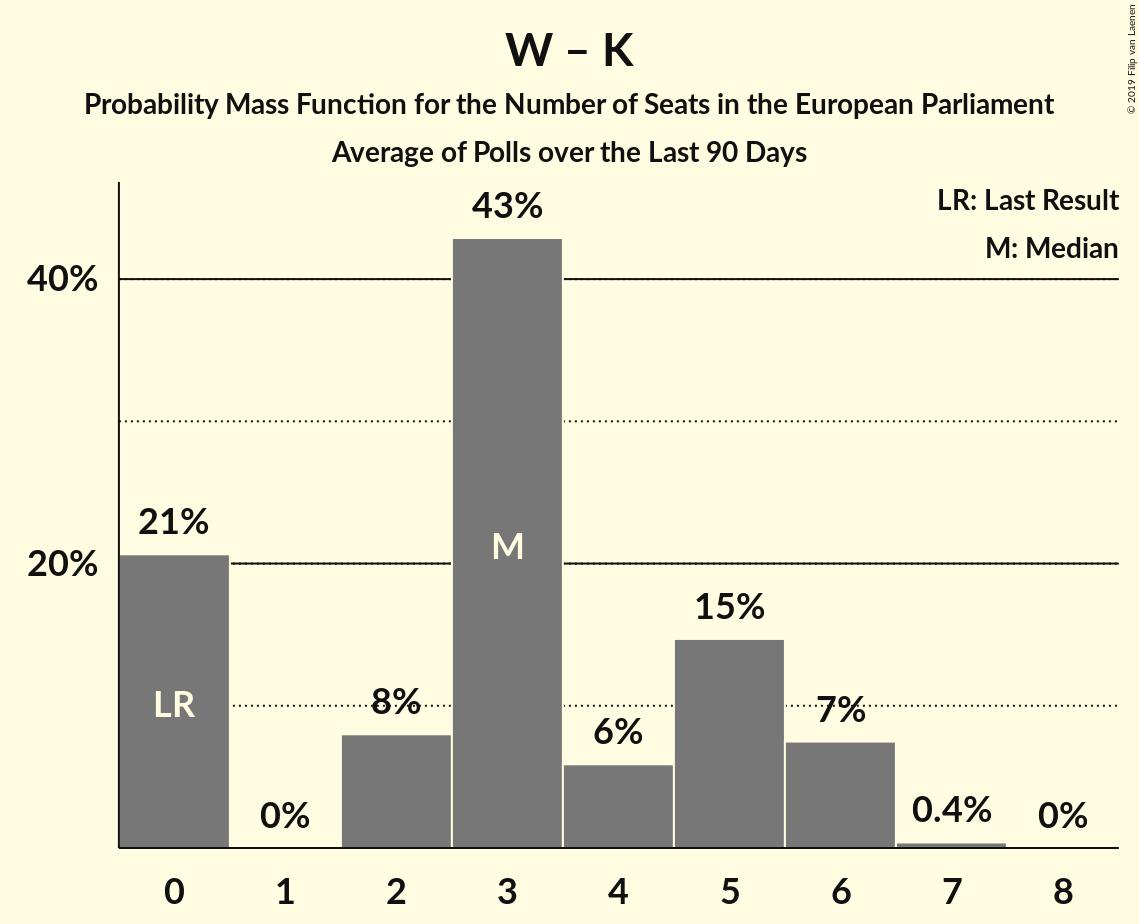 W – K
Probability Mass Function for the Number of Seats in the European Parliament
Average of Polls over the Last 90 Days
© 2019 Filip van Laenen
LR: Last Result
M: Median
43%
40%
21%
M
20%
15%
LR
8%
7%
6%
0%
0.4%
0%
0 1 2 3 4 5 6 7 8